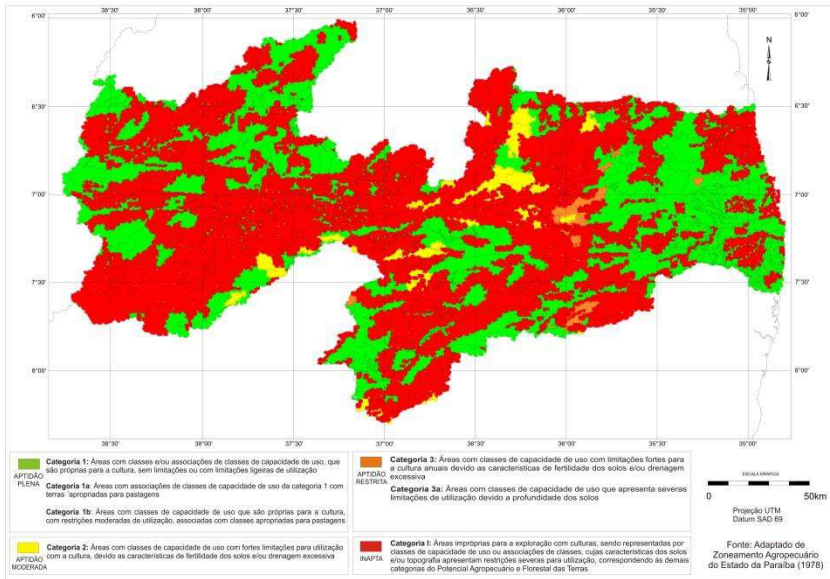 38°00' 37°30' 37°00' 36°30' 36°00' 35°30' 35°00'
6°00' 6°00'
N
6°30' 6°30'
7°00' 7°00'
7°30' 7°30'
6°00' 8°00'
38°30' 38°00' 37°30' 37°00' 36°30' 36°00' 35°30' 35°00'
APTIDÃO
PLENA
Categoria 1: Áreas com classes e/ou associações de classes de capacidade de uso, que
são próprias para a cultura, sem limitações ou com limitações ligeiras de utilização
Categoria 1a: Áreas com associações de classes de capacidade de uso da categoria 1 com
terras ´apropriadas para pastagens
Categoria 1b: Áreas com classes de capacidade de uso que são próprias para a cultura,
com restrições moderadas de utilização, associadas com classes apropriadas para pastagens
APTIDÃO
MODERADA
Categoria 2: Áreas com classes de capacidade de uso com fortes limitações para utilização
com a cultura, devido as características de fertilidade dos solos e/ou drenagem excessiva
APTIDÃO
RESTRITA
Categoria 3: Áreas com classes de capacidade de uso com limitações fortes para
a cultura anuais devido as características de fertilidade dos solos e/ou drenagem
excessiva
Categoria 3a: Áreas com classes de capacidade de uso que apresenta severas
limitações de utilização devido a profundidade dos solos
INAPTA
Categoria I: Áreas impróprias para a exploração com culturas, sendo representadas por
classes de capacidade de uso ou associações de classes, cujas características dos solos
e/ou topografia apresentam restrições severas para utilização, correspondendo as demais
categorias do Potencial Agropecuário e Florestal das Terras
ESCALA GRAFICA
0 50km
Projeção UTM
Datum SAD 69
Fonte: Adaptado de
Zoneamento Agropecuário
do Estado da Paraíba (1978)